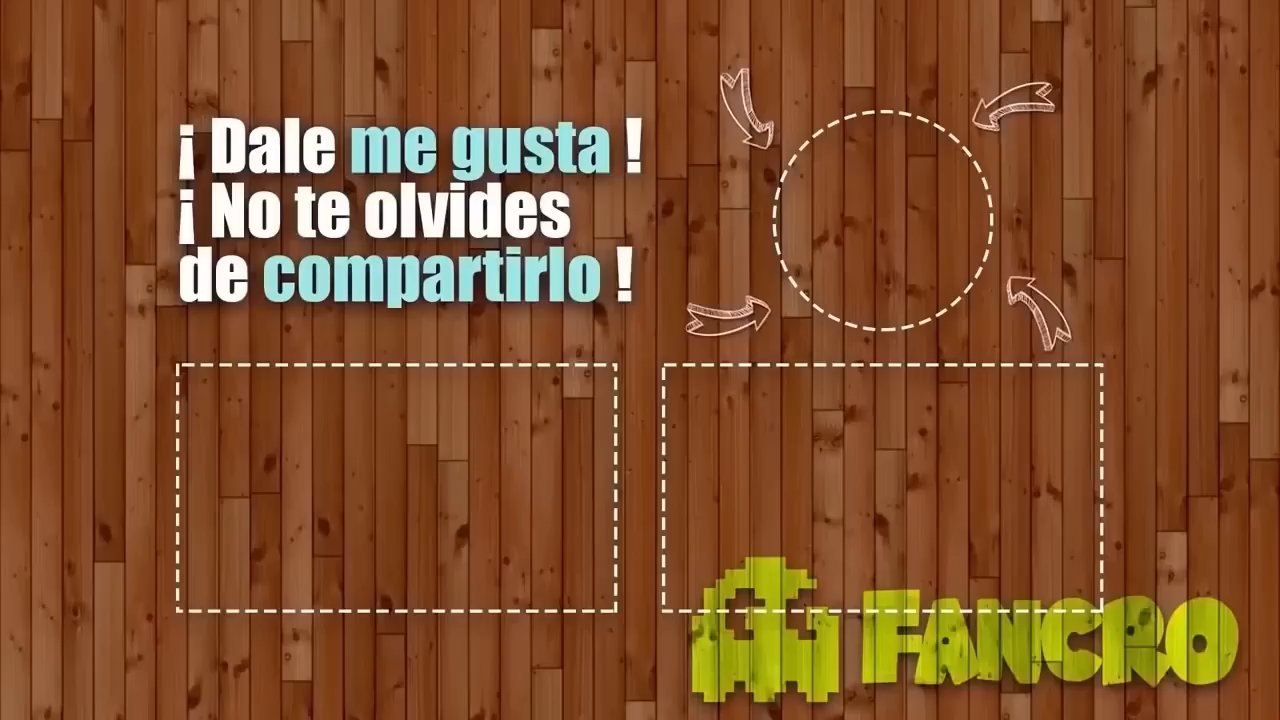 ¡ Dale me gusta !
¡ No te olvides
de compartirlo !
FANCRO